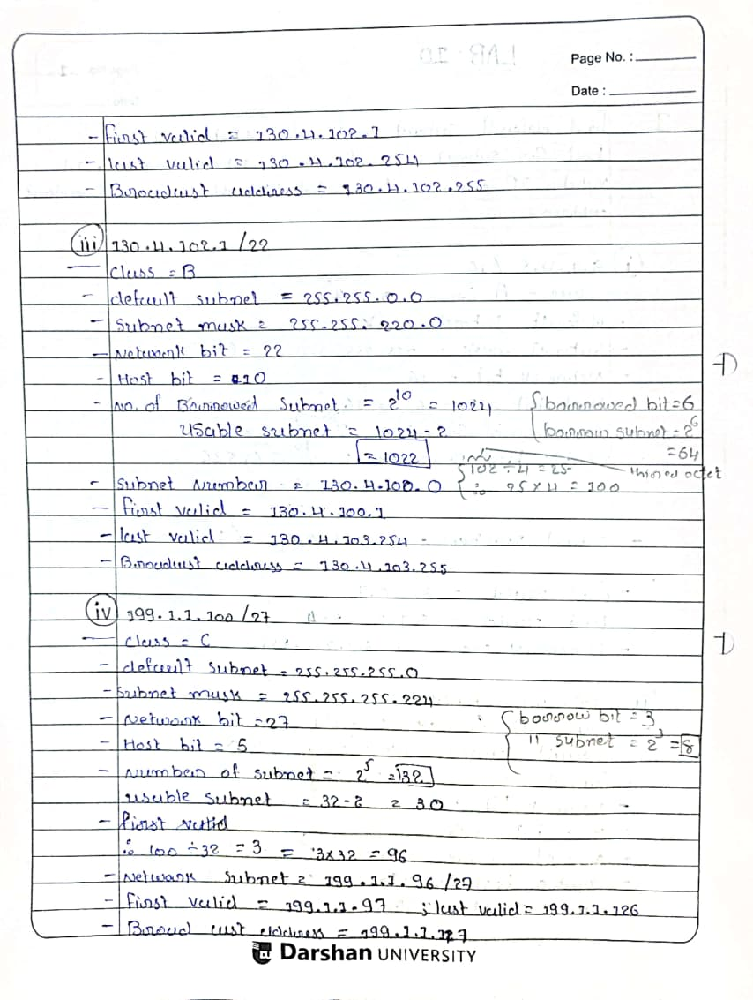 Page No. :
Date :
- First valid = 130.4.102.1
- last valid = 130.4.102.254
- Broadcast address = 130.4.102.255
(iii) 130.4.102.1 /22
- Class = B
- default subnet = 255.255.0.0
- Subnet mask = 255.255.220.0
- Network bit = 22
- Host bit = 10
- No. of Borrowed Subnet = 2^10 = 1024 { borrowed bit = 6
Usable subnet = 1024 - 2 borrow subnet = 2^6
= 1022 = 64
{ 102 ÷ 4 = 25 third octet
- Subnet Number = 130.4.100.0 { ∴ 25 × 4 = 100
- First valid = 130.4.100.1
- last valid = 130.4.103.254
- Broadcast address = 130.4.103.255
(iv) 199.1.1.100 /27
- Class = C
- default subnet = 255.255.255.0
- Subnet mask = 255.255.255.224
- Network bit = 27 { borrow bit = 3
- Host bit = 5 " subnet = 2^3 = 8
- Number of subnet = 2^5 = 32
usable subnet = 32 - 2 = 30
- First valid
∴ 100 ÷ 32 = 3 = 3x32 = 96
- Network subnet = 199.1.1.96 /27
- First valid = 199.1.1.97 ; last valid = 199.1.1.126
- Broad cast address = 199.1.1.127
Darshan UNIVERSITY